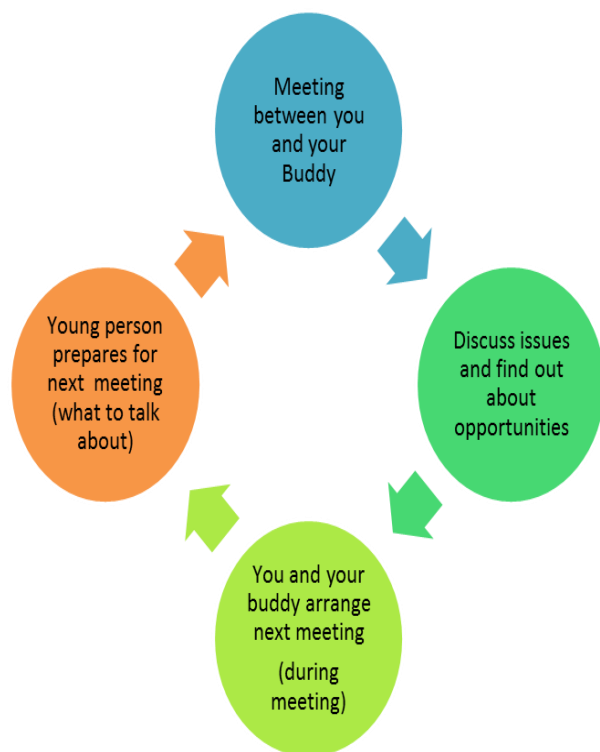 Meeting
between you
and your
Buddy
Discuss issues
and find out
about
opportunities
You and your
buddy arrange
next meeting
(during
meeting)
Young person
prepares for
next meeting
(what to talk
about)